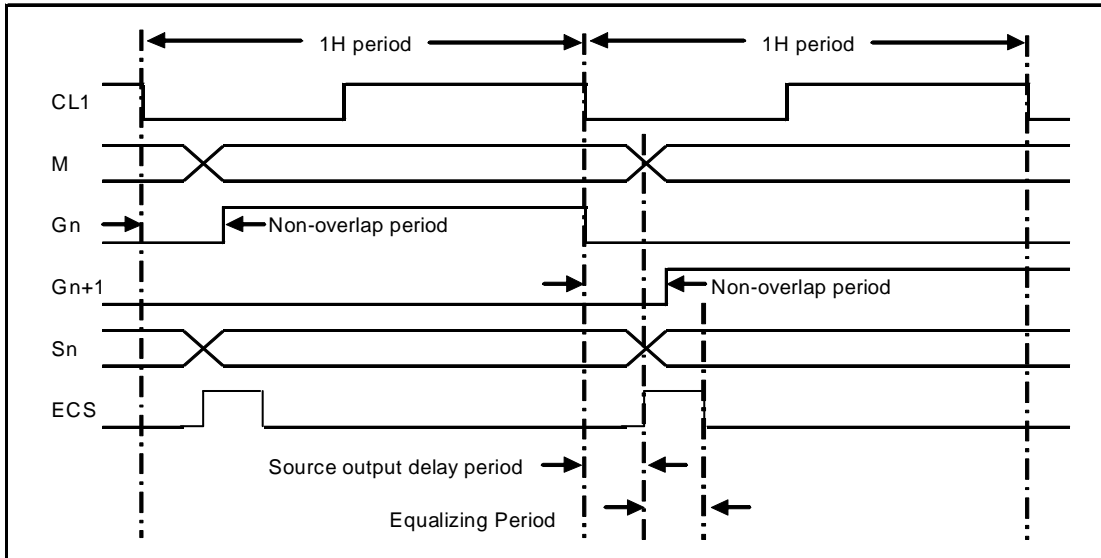 1H period 1H period
CL1
M
Gn Non-overlap period
Gn+1 Non-overlap period
Sn
ECS
Source output delay period
Equalizing Period